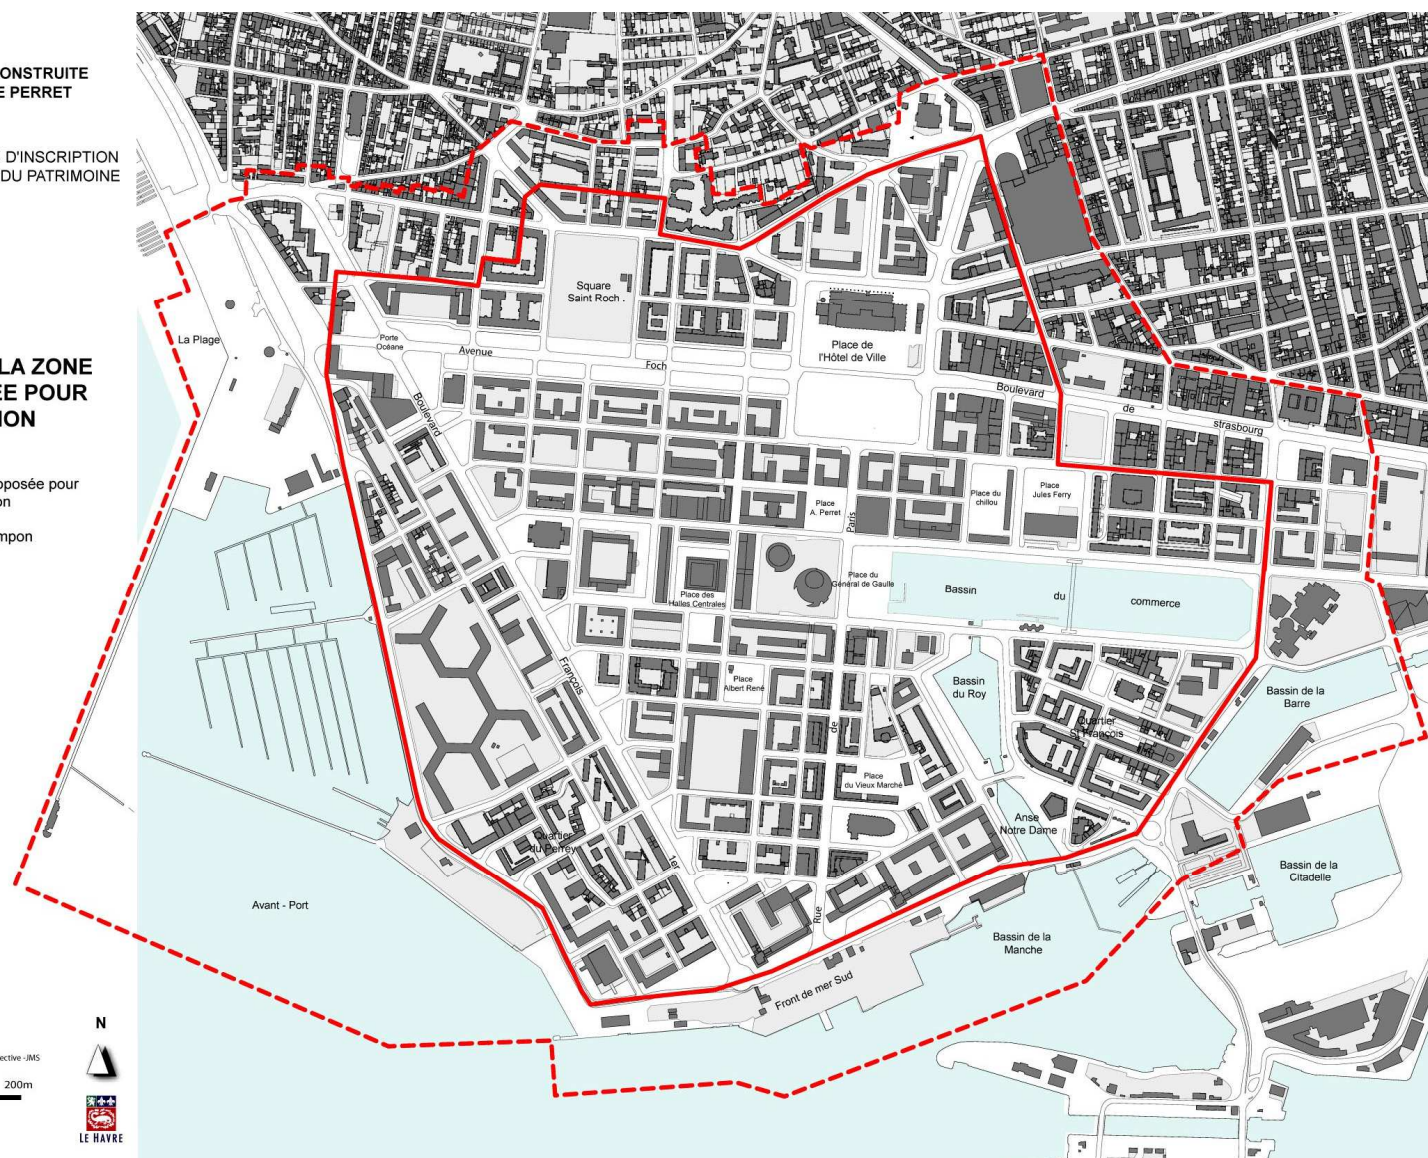 ONSTRUITE
E PERRET
D'INSCRIPTION
DU PATRIMOINE
LA ZONE
ÉE POUR
ION
oposée pour
on
mpon
La Plage
Square
Saint Roch
Porte
Océane
Avenue
Foch
Place de
l'Hôtel de Ville
Boulevard
de
strasbourg
Boulevard
François
1er
Place
A. Perret
Paris
de
Rue
Place du
chillou
Place
Jules Ferry
Place du
Général de Gaulle
Bassin
du
commerce
Place des
Halles Centrales
Place
Albert René
Bassin
du Roy
Bassin de la
Barre
Quartier
St François
Place
du Vieux Marché
Anse
Notre Dame
Quartier
du Perrey
Bassin de la
Citadelle
Avant - Port
Bassin de la
Manche
Front de mer Sud
N
ective -JMS
200m
LE HAVRE